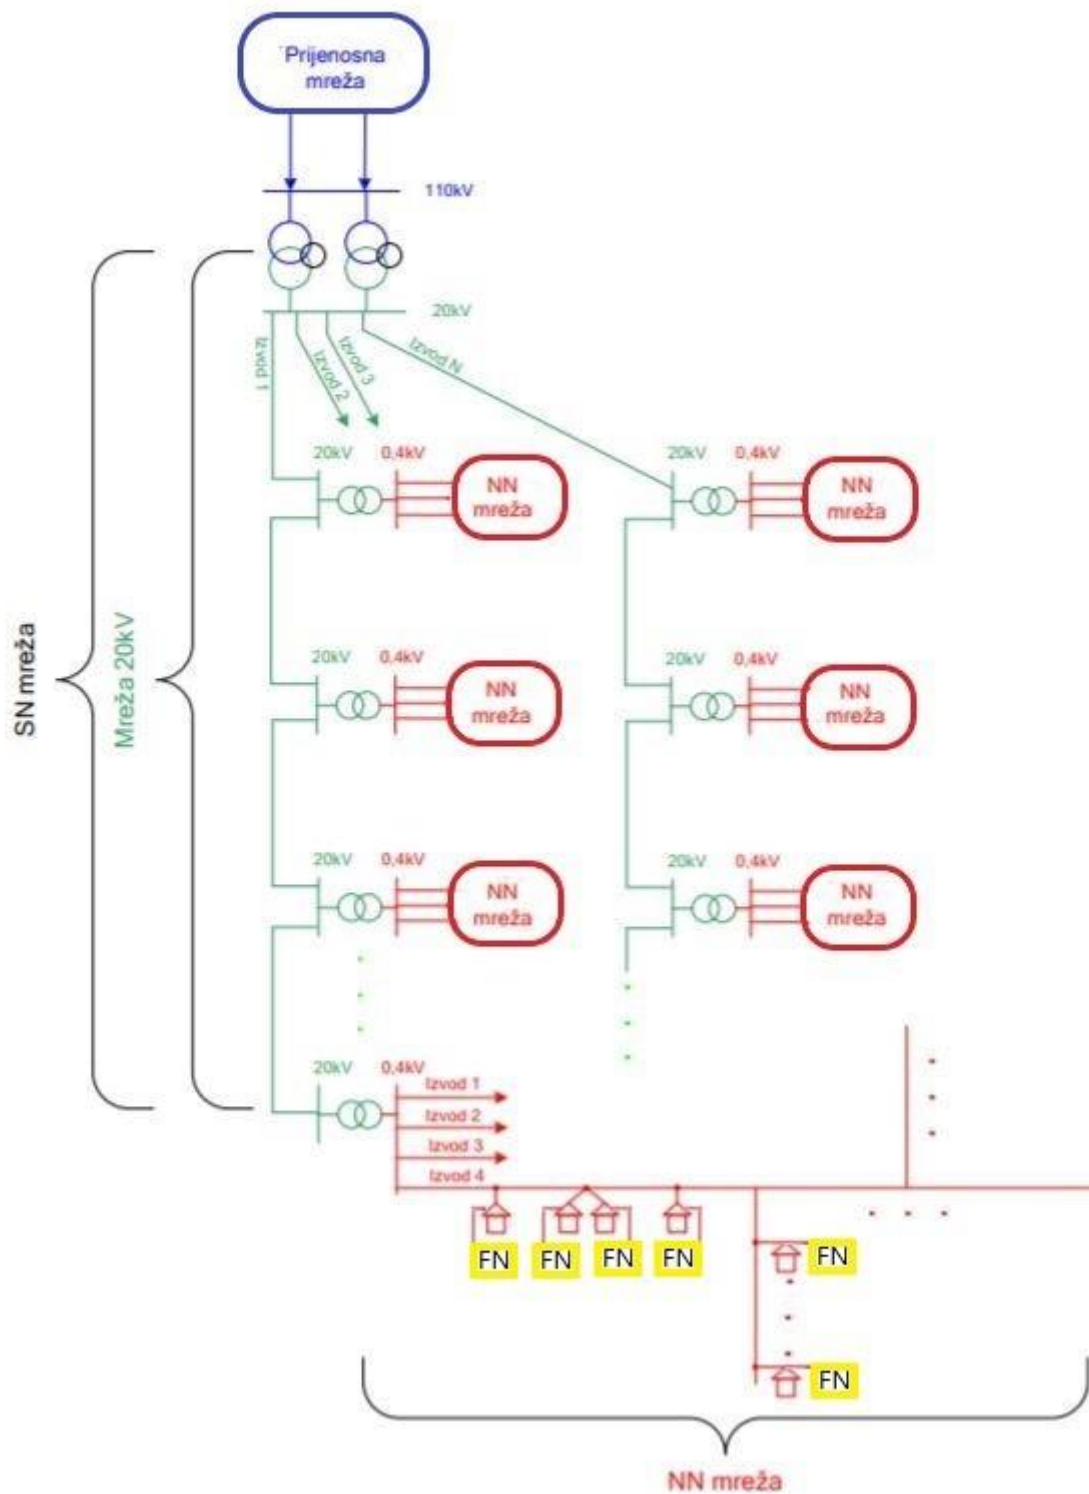 Prijenosna
mreža
110kV
20kV
Izvod 1
Izvod 2
Izvod 3
Izvod N
20kV 0,4kV
NN
mreža
20kV 0,4kV
NN
mreža
SN mreža
Mreža 20kV
20kV 0,4kV
NN
mreža
20kV 0,4kV
NN
mreža
20kV 0,4kV
NN
mreža
20kV 0,4kV
NN
mreža
20kV 0,4kV
Izvod 1
Izvod 2
Izvod 3
Izvod 4
FN FN FN FN
FN
FN
NN mreža